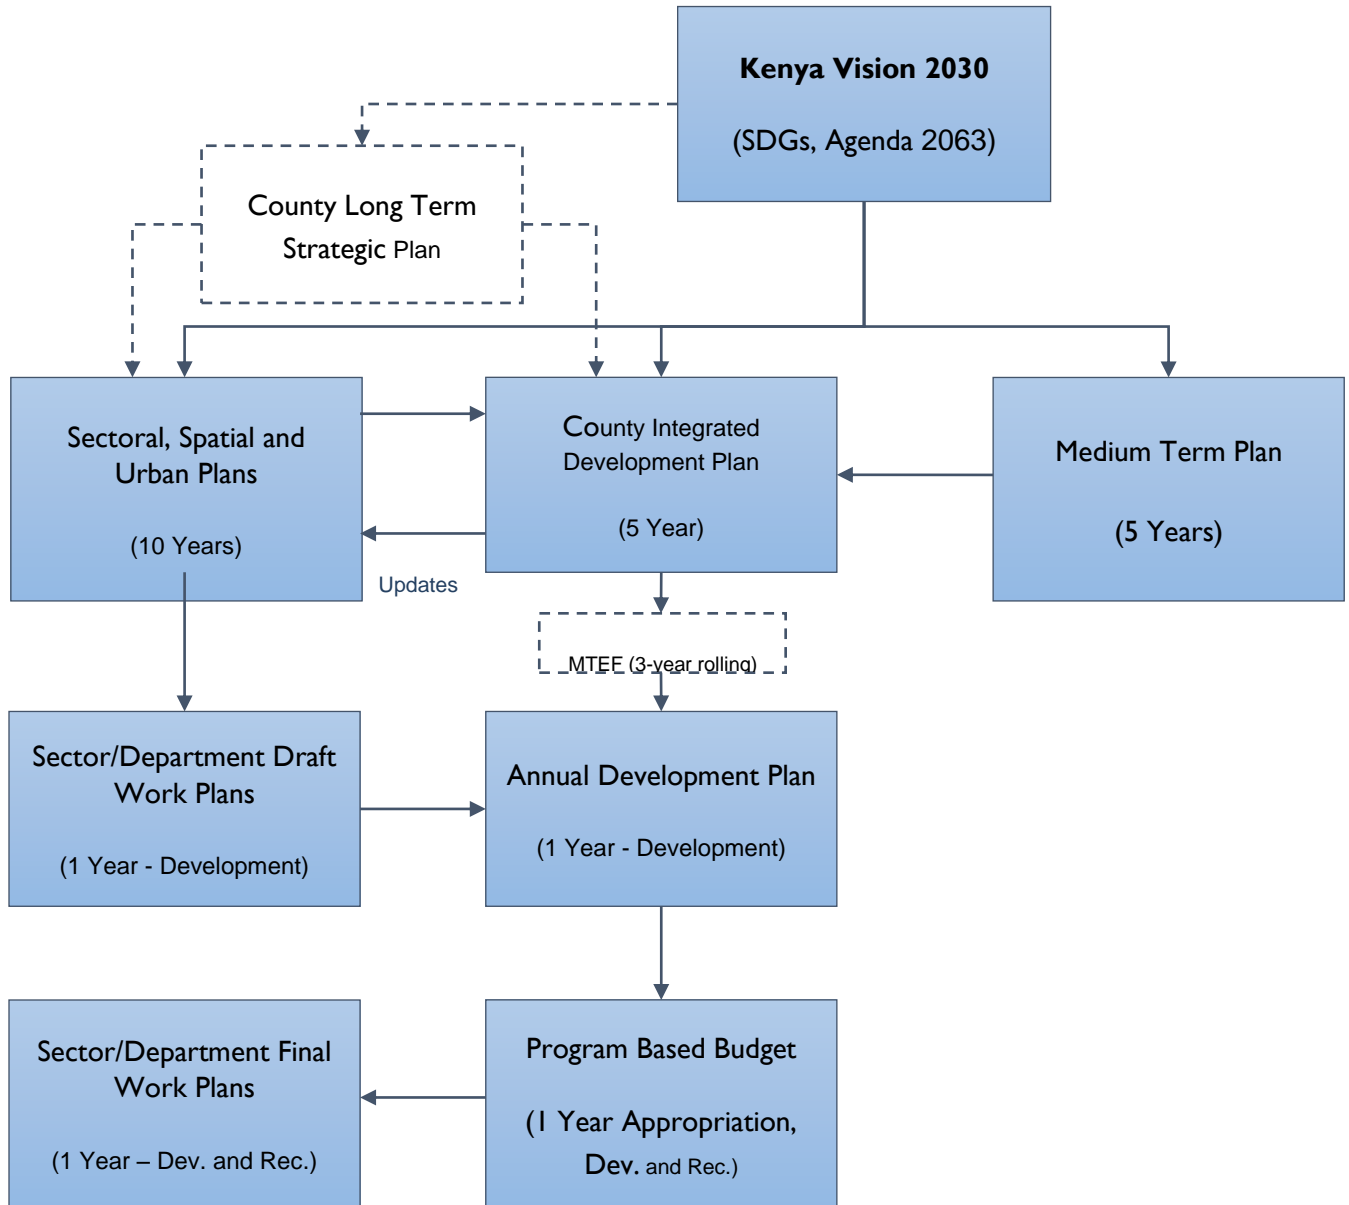 Kenya Vision 2030
(SDGs, Agenda 2063)
County Long Term
Strategic Plan
Sectoral, Spatial and
Urban Plans
(10 Years)
County Integrated
Development Plan
(5 Year)
Medium Term Plan
(5 Years)
Updates
MTEF (3-year rolling)
Sector/Department Draft
Work Plans
(1 Year - Development)
Annual Development Plan
(1 Year - Development)
Sector/Department Final
Work Plans
(1 Year – Dev. and Rec.)
Program Based Budget
(1 Year Appropriation,
Dev. and Rec.)